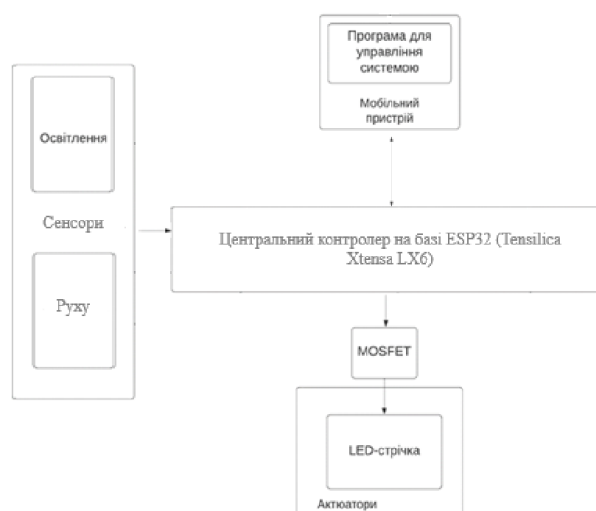 Програма для
управління
системою
Мобільний
пристрій
Освітлення
Сенсори
Руху
Центральний контролер на базі ESP32 (Tensilica
Xtensa LX6)
MOSFET
LED-стрічка
Актюатори